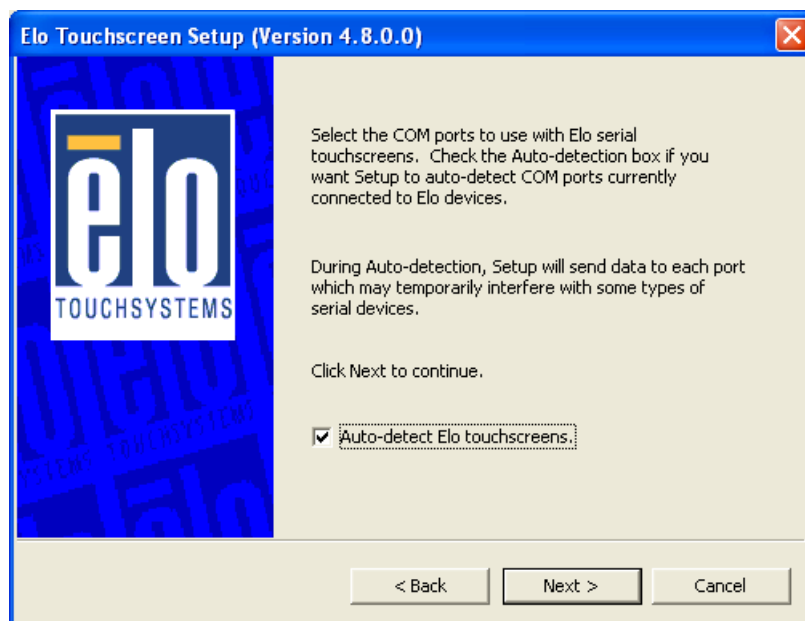 Elo Touchscreen Setup (Version 4.8.0.0)
ēlo
TOUCHSYSTEMS
Select the COM ports to use with Elo serial
touchscreens. Check the Auto-detection box if you
want Setup to auto-detect COM ports currently
connected to Elo devices.
During Auto-detection, Setup will send data to each port
which may temporarily interfere with some types of
serial devices.
Click Next to continue.
Auto-detect Elo touchscreens.
< Back
Next >
Cancel